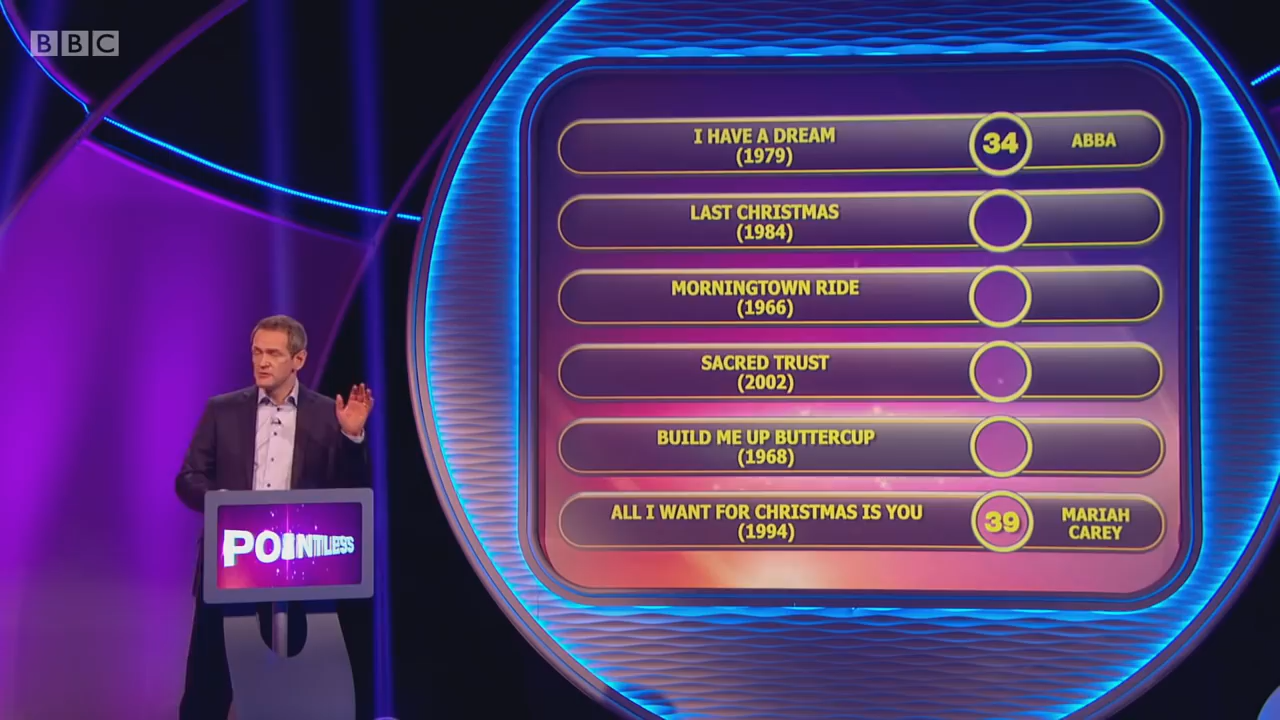 BBC
I HAVE A DREAM
(1979)
34
ABBA
LAST CHRISTMAS
(1984)
MORNINGTOWN RIDE
(1966)
SACRED TRUST
(2002)
BUILD ME UP BUTTERCUP
(1968)
ALL I WANT FOR CHRISTMAS IS YOU
(1994)
39
MARIAH
CAREY
POINTLESS